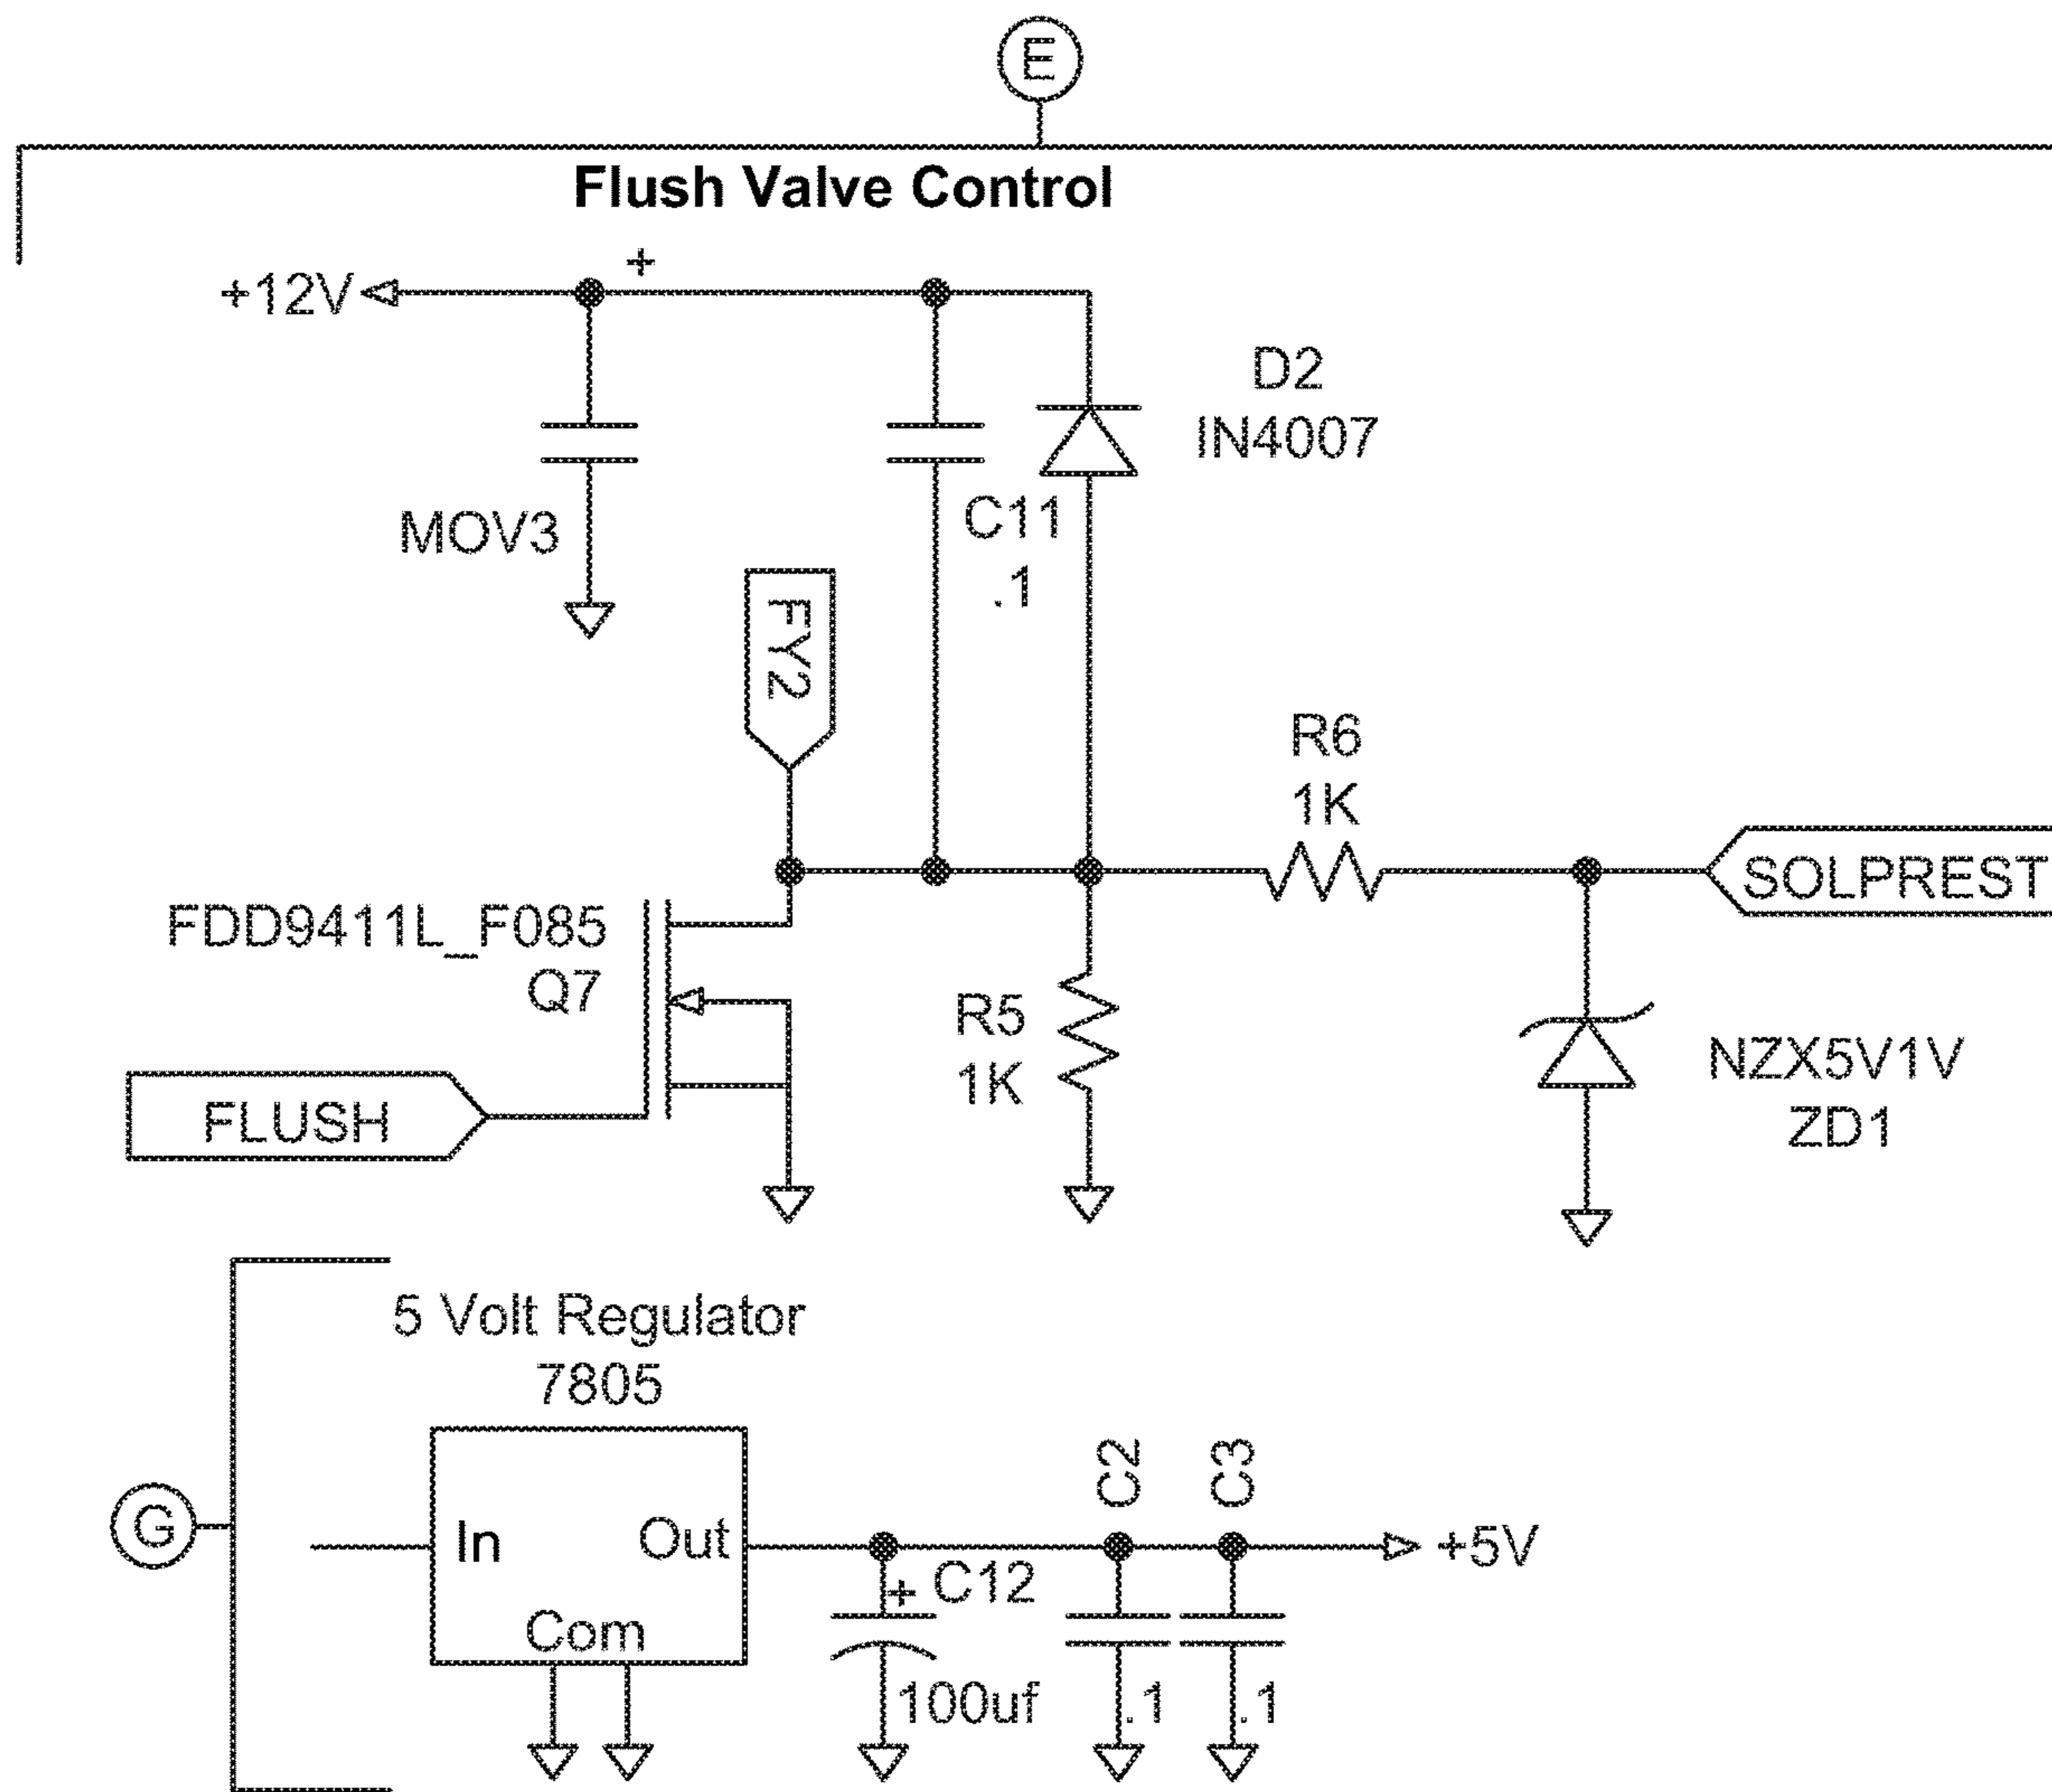 E
Flush Valve Control
+12V
+
D2
IN4007
MOV3
C11
.1
FY2
R6
1K
SOLPREST
FDD9411L_F085
Q7
R5
1K
NZX5V1V
ZD1
FLUSH
5 Volt Regulator
7805
G
In
Out
Com
C2
C3
+5V
+ C12
100uf
.1
.1